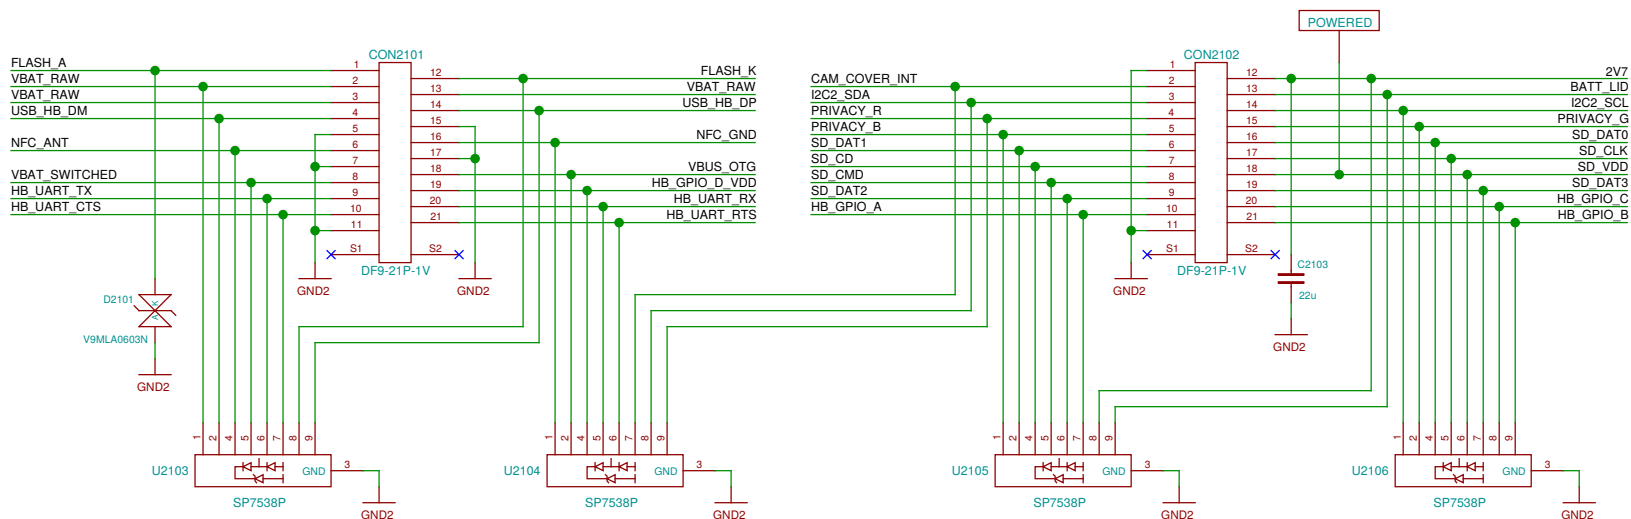 POWERED
CON2101
CON2102
FLASH_A 1 12 FLASH_K
VBAT_RAW 2 13 VBAT_RAW
VBAT_RAW 3 14 USB_HB_DP
USB_HB_DM 4 15
5 16 NFC_GND
NFC_ANT 6 17
7 18 VBUS_OTG
VBAT_SWITCHED 8 19 HB_GPIO_D_VDD
HB_UART_TX 9 20 HB_UART_RX
HB_UART_CTS 10 21 HB_UART_RTS
11
S1 S2
DF9-21P-1V
GND2
GND2
1 12 2V7
CAM_COVER_INT 2 13 BATT_LID
I2C2_SDA 3 14 I2C2_SCL
PRIVACY_R 4 15 PRIVACY_G
PRIVACY_B 5 16 SD_DAT0
SD_DAT1 6 17 SD_CLK
SD_CD 7 18 SD_VDD
SD_CMD 8 19 SD_DAT3
SD_DAT2 9 20 HB_GPIO_C
HB_GPIO_A 10 21 HB_GPIO_B
11
S1 S2
DF9-21P-1V
GND2
C2103
22u
GND2
D2101
K
A
V9MLA0603N
GND2
1 2 4 5 6 7 8 9
U2103 GND 3
SP7538P
GND2
1 2 4 5 6 7 8 9
U2104 GND 3
SP7538P
GND2
1 2 4 5 6 7 8 9
U2105 GND 3
SP7538P
GND2
1 2 4 5 6 7 8 9
U2106 GND 3
SP7538P
GND2